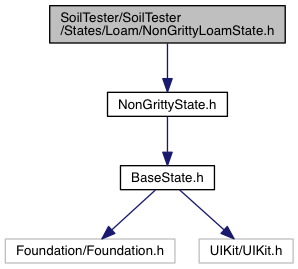 SoilTester/SoilTester
/States/Loam/NonGrittyLoamState.h
NonGrittyState.h
BaseState.h
Foundation/Foundation.h
UIKit/UIKit.h